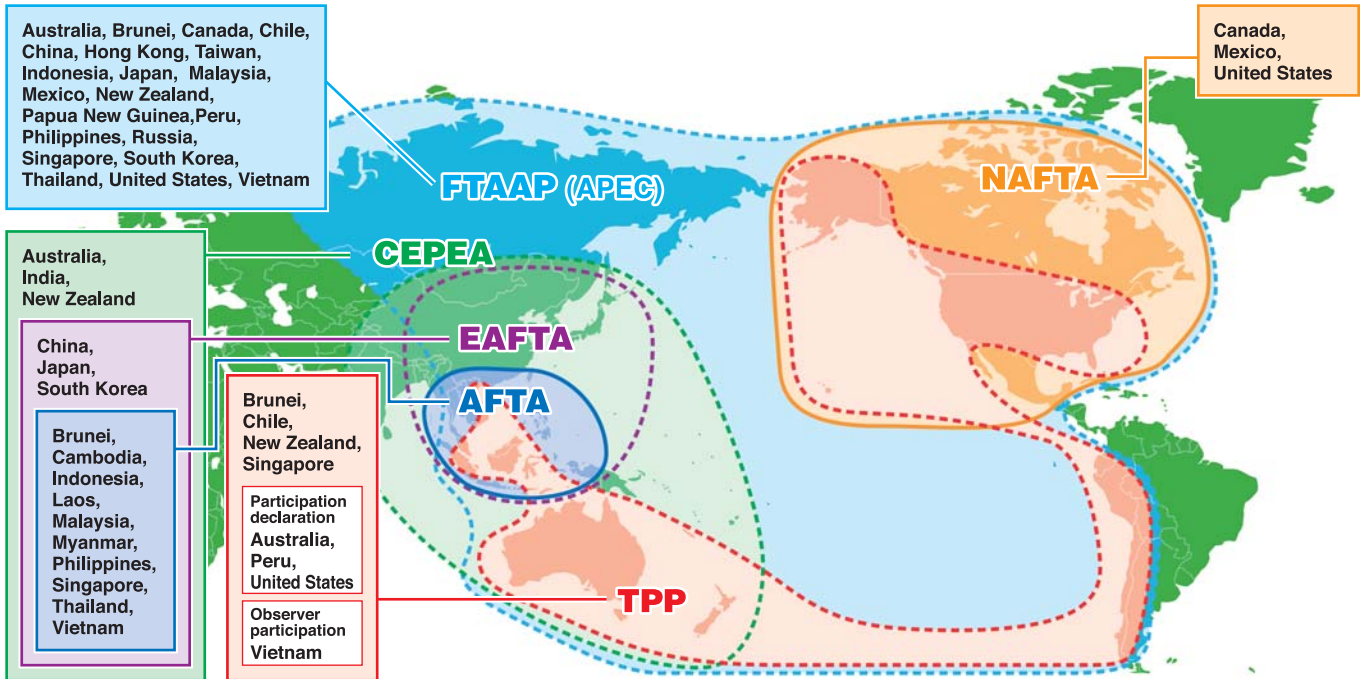 Australia, Brunei, Canada, Chile,
China, Hong Kong, Taiwan,
Indonesia, Japan, Malaysia,
Mexico, New Zealand,
Papua New Guinea,Peru,
Philippines, Russia,
Singapore, South Korea,
Thailand, United States, Vietnam
FTAAP (APEC)
Canada,
Mexico,
United States
NAFTA
CEPEA
Australia,
India,
New Zealand
EAFTA
China,
Japan,
South Korea
AFTA
Brunei,
Cambodia,
Indonesia,
Laos,
Malaysia,
Myanmar,
Philippines,
Singapore,
Thailand,
Vietnam
Brunei,
Chile,
New Zealand,
Singapore
Participation
declaration
Australia,
Peru,
United States
Observer
participation
Vietnam
TPP